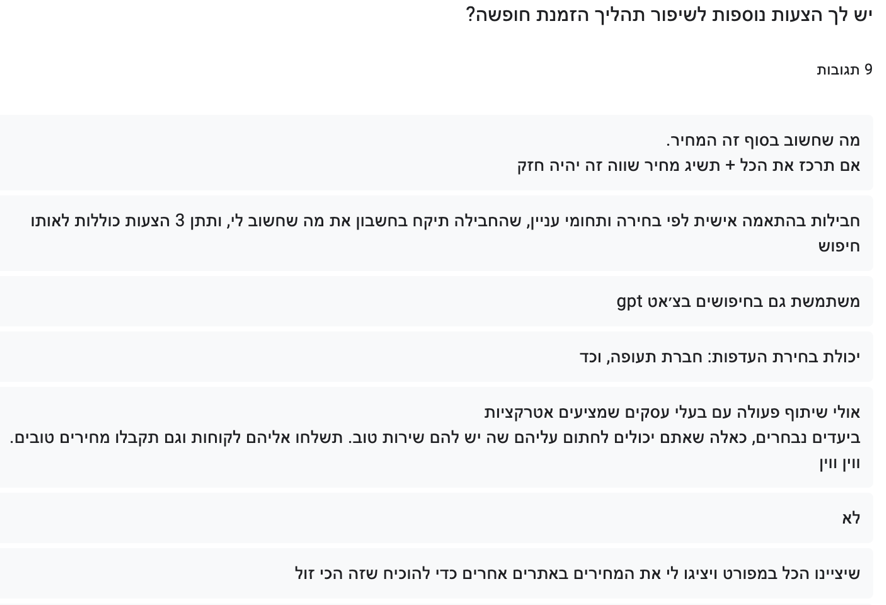 יש לך הצעות נוספות לשיפור תהליך הזמנת חופשה?
9 תגובות
מה שחשוב בסוף זה המחיר.
אם תרכז את הכל + תשיג מחיר שווה זה יהיה חזק
חבילות בהתאמה אישית לפי בחירה ותחומי עניין, שהחבילה תיקח בחשבון את מה שחשוב לי, ותתן 3 הצעות כוללות לאותו
חיפוש
משתמשת גם בחיפושים בצ׳אט gpt
יכולת בחירת העדפות: חברת תעופה, וכד
אולי שיתוף פעולה עם בעלי עסקים שמציעים אטרקציות
ביעדים נבחרים, כאלה שאתם יכולים לחתום עליהם שה יש להם שירות טוב. תשלחו אליהם לקוחות וגם תקבלו מחירים טובים.
ווין ווין
לא
שיציינו הכל במפורט ויציגו לי את המחירים באתרים אחרים כדי להוכיח שזה הכי זול